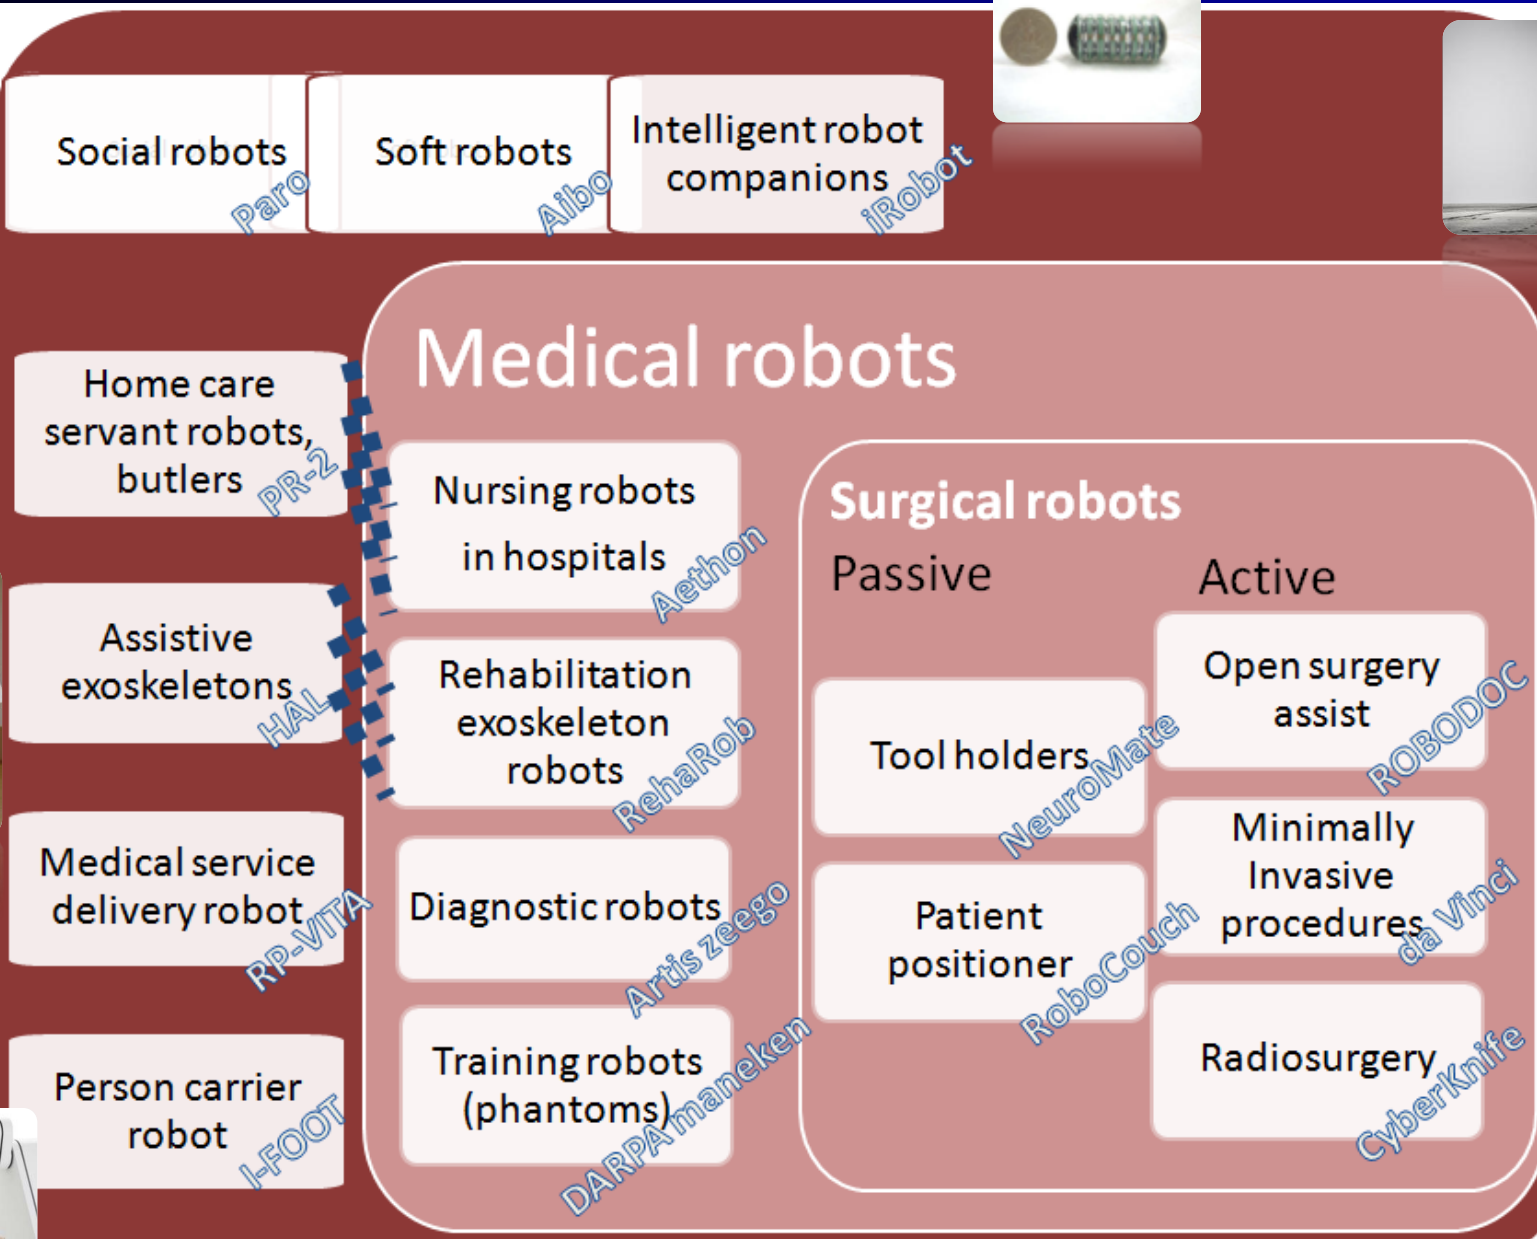 Social robots
Paro
Soft robots
Aibo
Intelligent robot
companions
iRobot
Home care
servant robots,
butlers
PR-2
Assistive
exoskeletons
HAL
Medical service
delivery robot
RP-VITA
Person carrier
robot
I-FOOT
Medical robots
Nursing robots
in hospitals
Aethon
Rehabilitation
exoskeleton
robots
RehaRob
Diagnostic robots
Artis zeego
Training robots
(phantoms)
DARPA maneken
Surgical robots
Passive
Tool holders
NeuroMate
Patient
positioner
RoboCouch
Active
Open surgery
assist
ROBODOC
Minimally
Invasive
procedures
da Vinci
Radiosurgery
CyberKnife